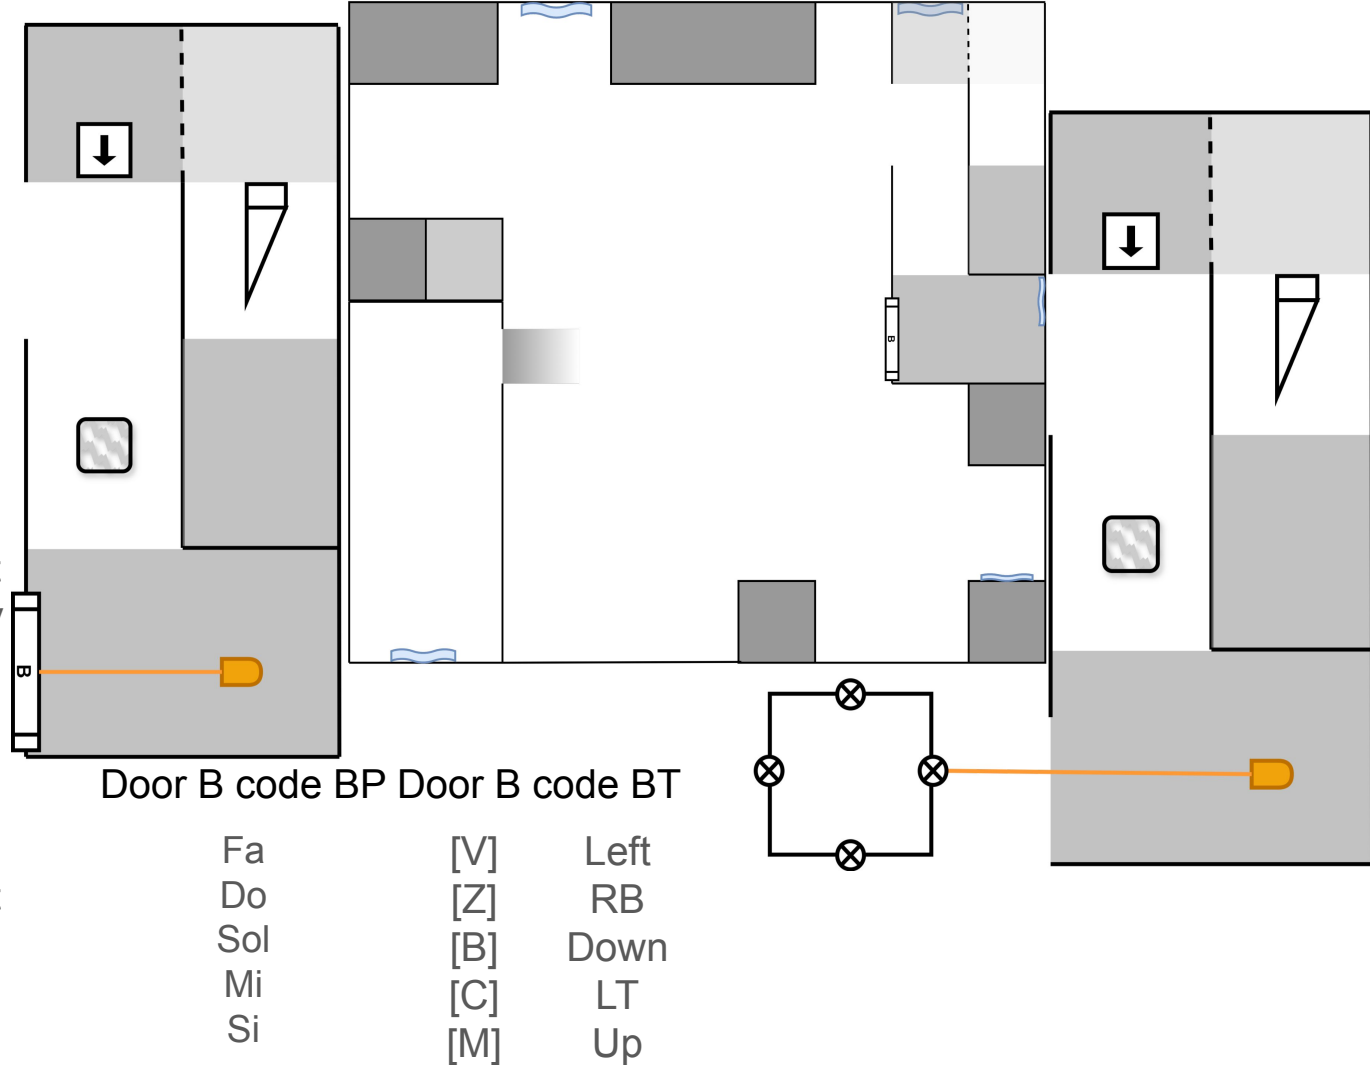 B
B
Door B code BP Door B code BT
Fa [V] Left
Do [Z] RB
Sol [B] Down
Mi [C] LT
Si [M] Up